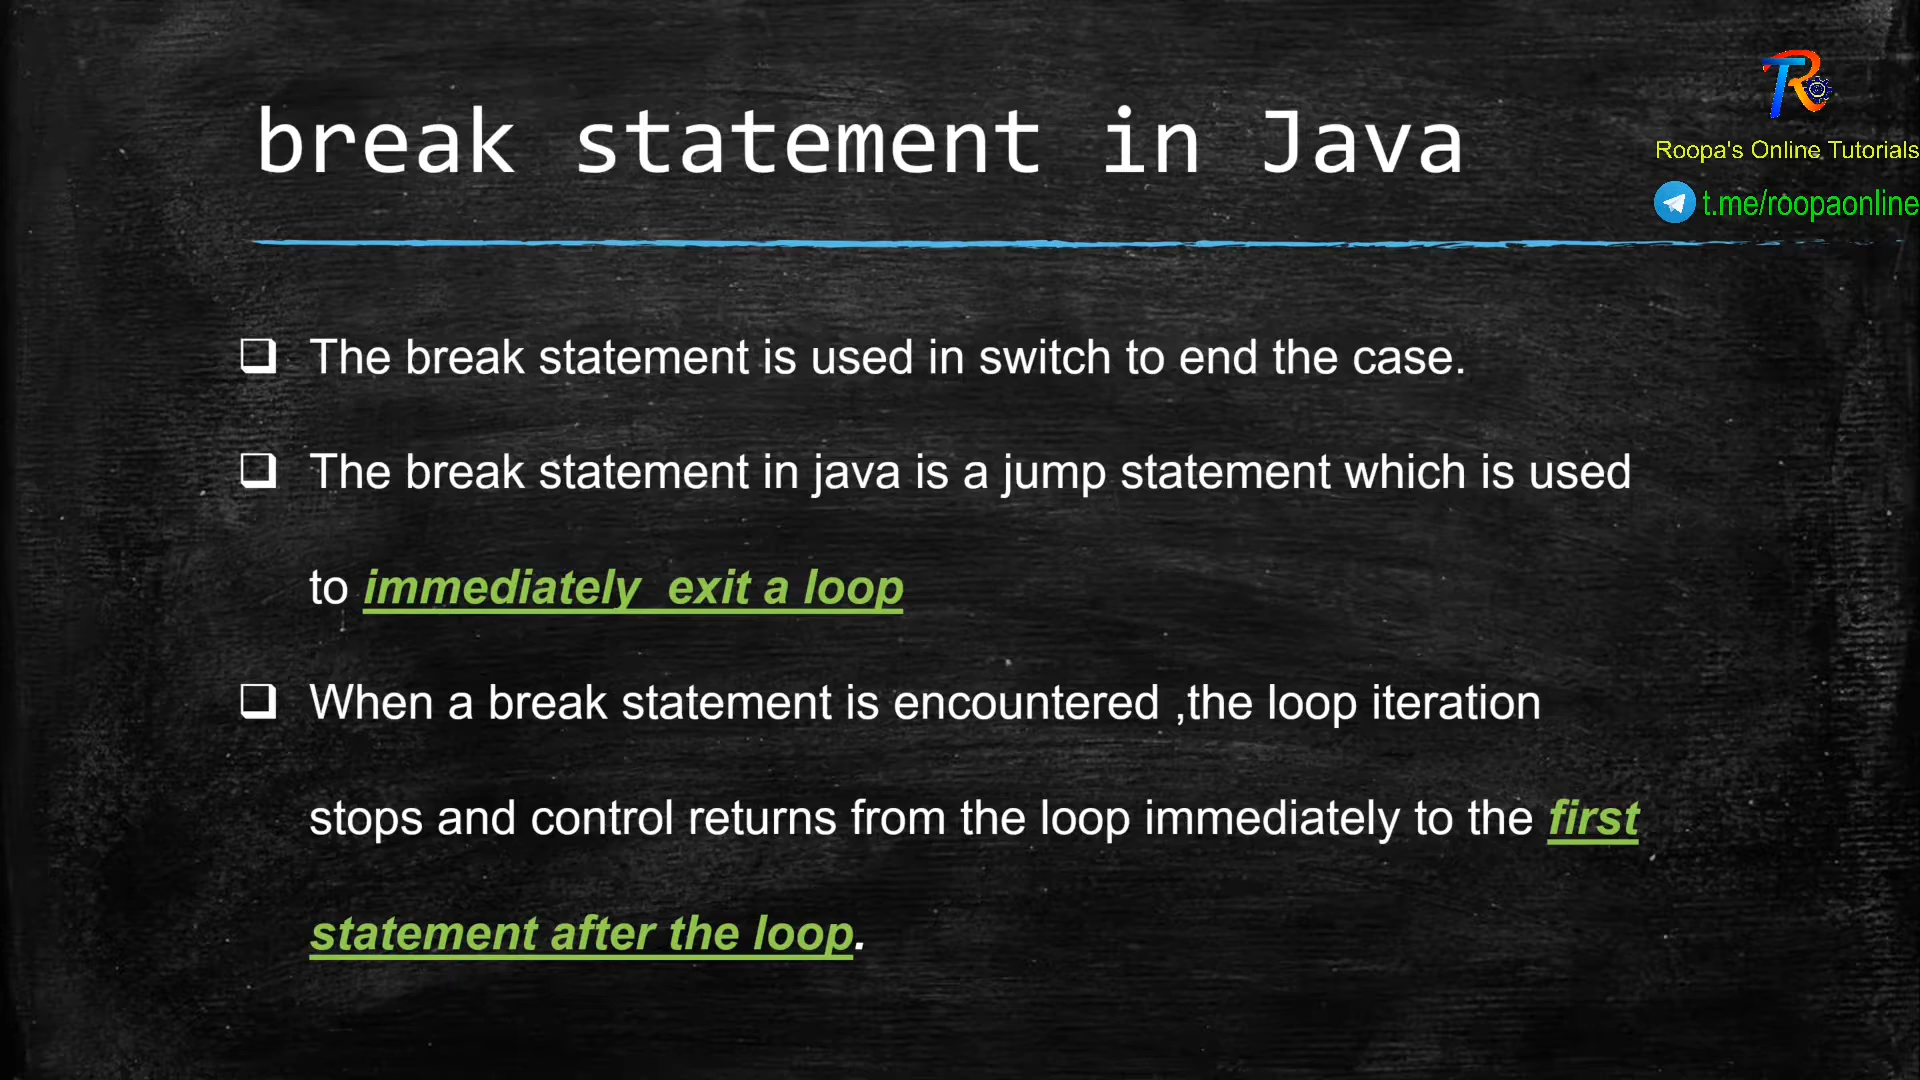 break statement in Java
Roopa's Online Tutorials
t.me/roopaonline
The break statement is used in switch to end the case.
The break statement in java is a jump statement which is used
to immediately  exit a loop
When a break statement is encountered ,the loop iteration
stops and control returns from the loop immediately to the first
statement after the loop.